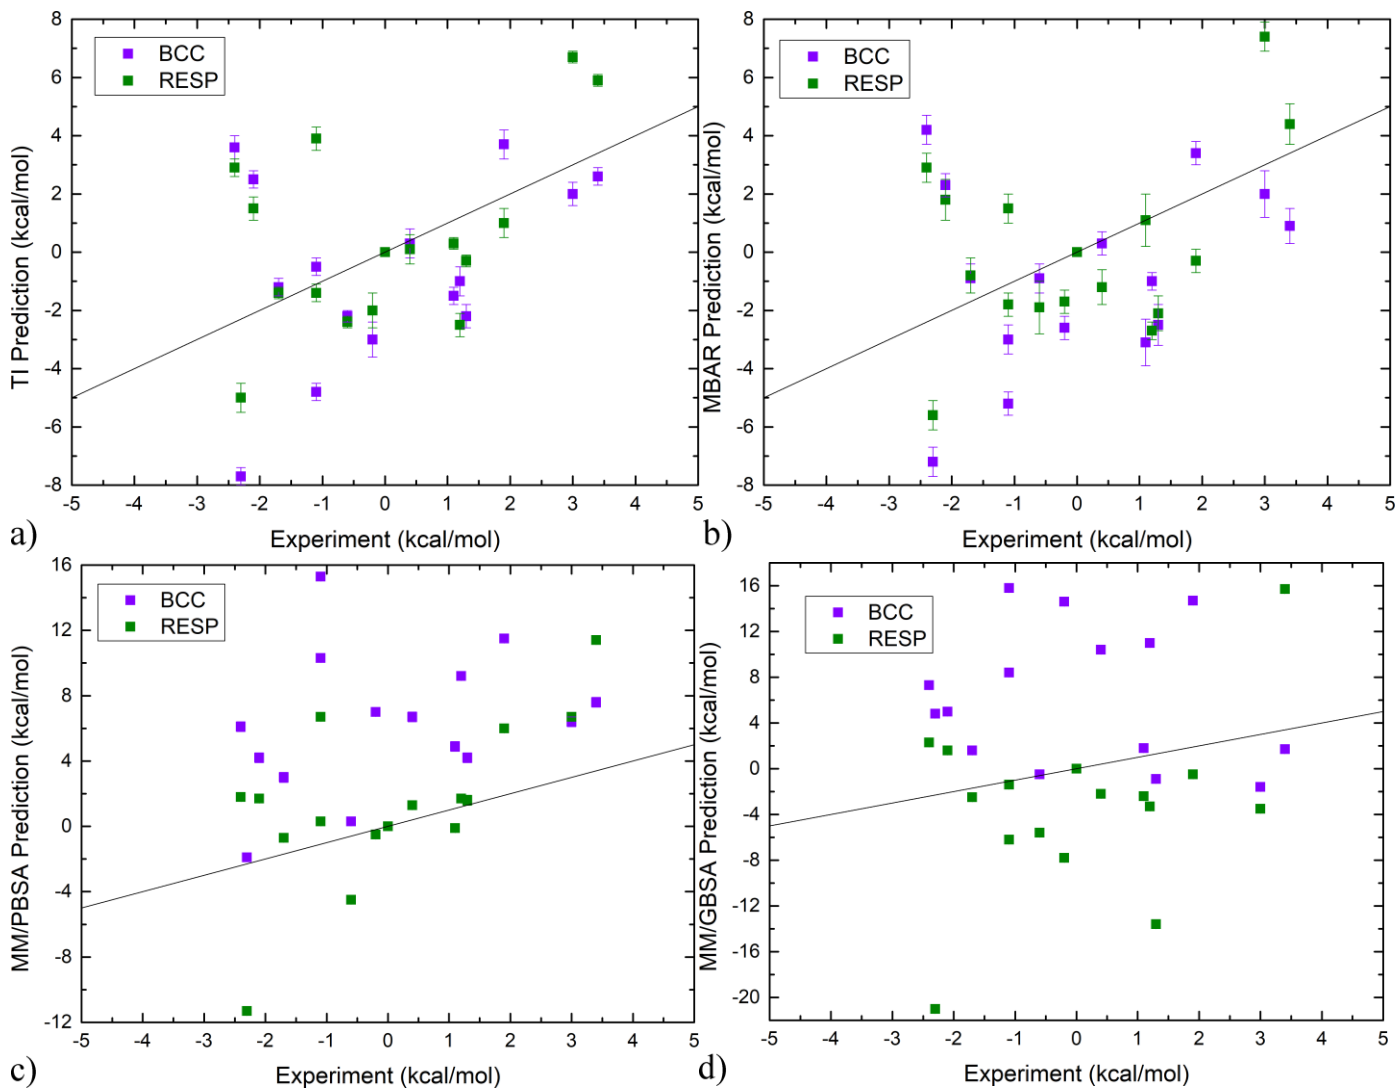 BCC
RESP
TI Prediction (kcal/mol)
8
6
4
2
0
-2
-4
-6
-8
-5 -4 -3 -2 -1 0 1 2 3 4 5
Experiment (kcal/mol)
a)
BCC
RESP
MBAR Prediction (kcal/mol)
8
6
4
2
0
-2
-4
-6
-8
-5 -4 -3 -2 -1 0 1 2 3 4 5
Experiment (kcal/mol)
b)
BCC
RESP
MM/PBSA Prediction (kcal/mol)
16
12
8
4
0
-4
-8
-12
-5 -4 -3 -2 -1 0 1 2 3 4 5
Experiment (kcal/mol)
c)
BCC
RESP
MM/GBSA Prediction (kcal/mol)
16
12
8
4
0
-4
-8
-12
-16
-20
-5 -4 -3 -2 -1 0 1 2 3 4 5
Experiment (kcal/mol)
d)